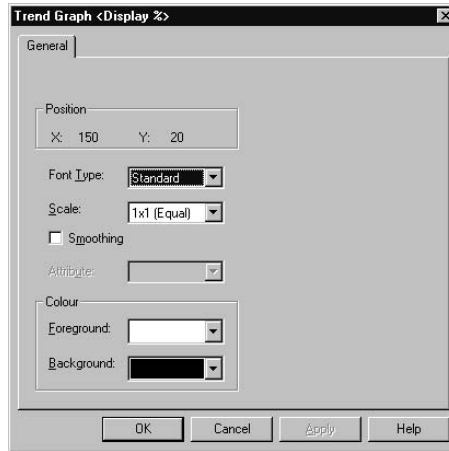 Trend Graph <Display %>
General
Position
X: 150 Y: 20
Font Type: Standard
Scale: 1x1 (Equal)
Smoothing
Attribute:
Colour
Foreground:
Background:
OK Cancel Apply Help